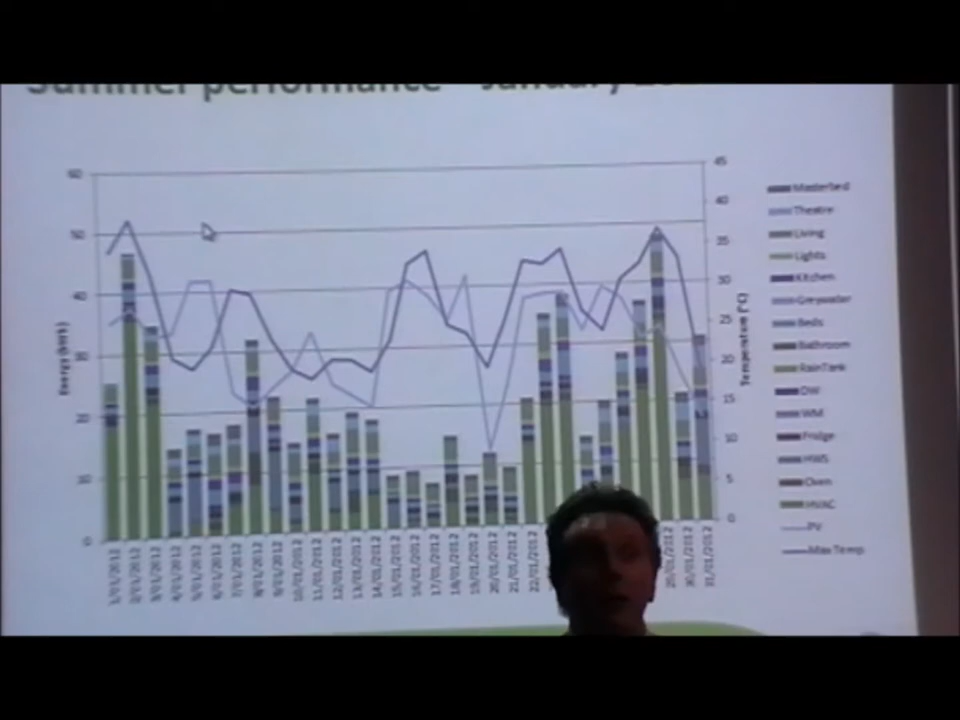 Summer performance - January
60
50
40
30
20
10
0
Energy (kWh)
45
40
35
30
25
20
15
10
5
0
Temperature (°C)
Masterbed
Theatre
Living
Lights
Kitchen
Greywater
Beds
Bathroom
RainTank
DW
WM
Fridge
HWS
Oven
HVAC
PV
Max Temp
1/01/2012
2/01/2012
3/01/2012
4/01/2012
5/01/2012
6/01/2012
7/01/2012
8/01/2012
9/01/2012
10/01/2012
11/01/2012
12/01/2012
13/01/2012
14/01/2012
15/01/2012
16/01/2012
17/01/2012
18/01/2012
19/01/2012
20/01/2012
21/01/2012
22/01/2012
29/01/2012
30/01/2012
31/01/2012